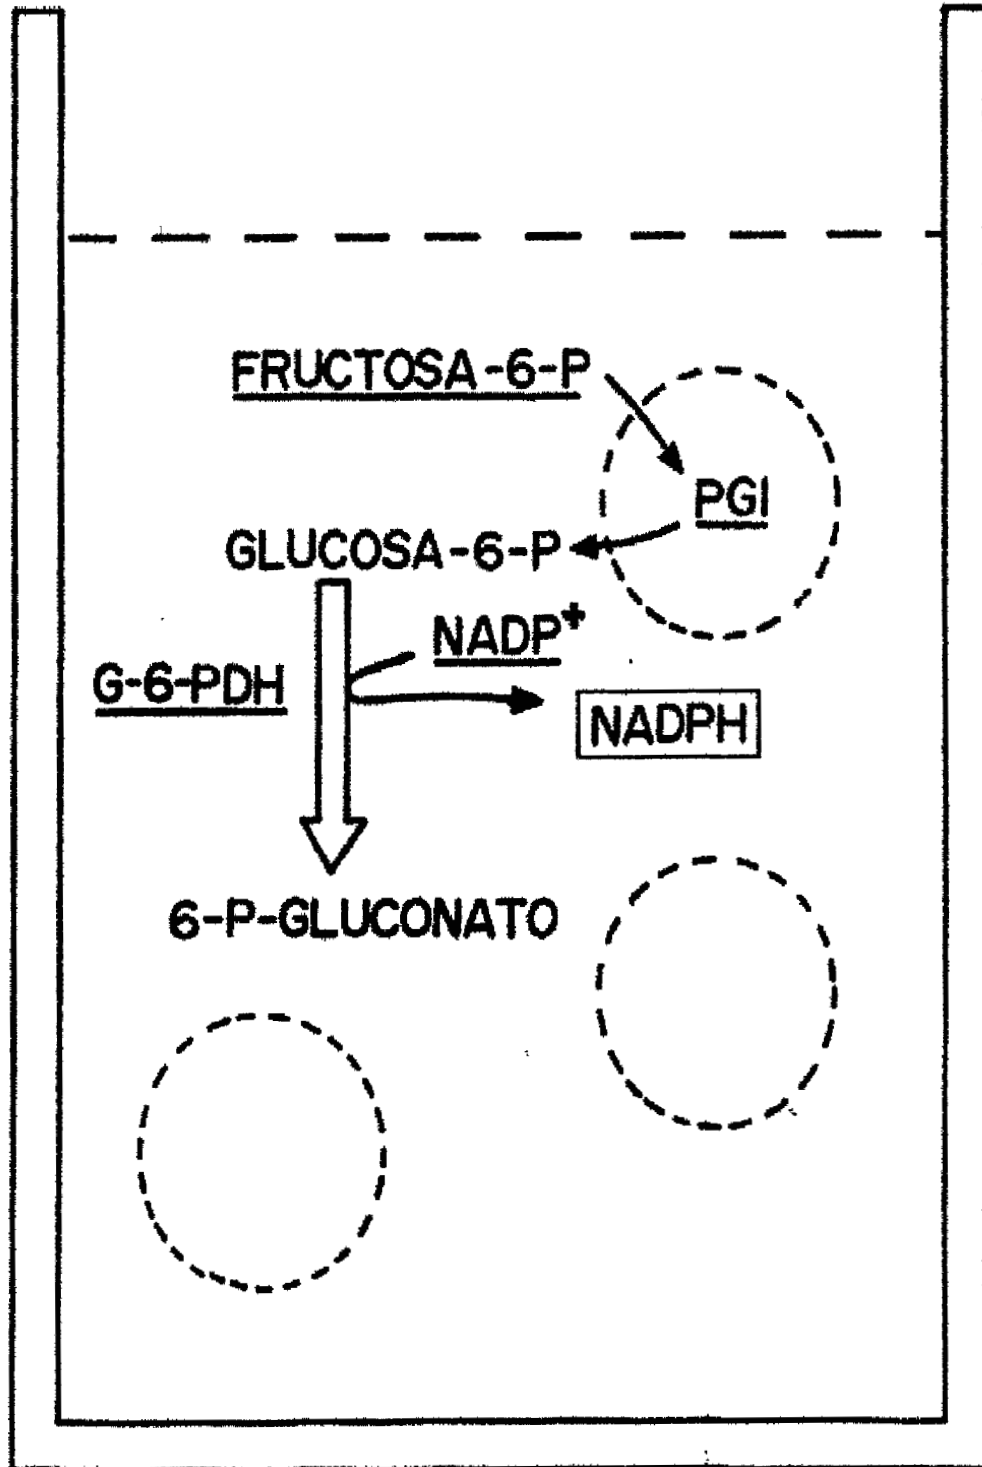 FRUCTOSA-6-P
PGI
GLUCOSA-6-P
NADP⁺
G-6-PDH
NADPH
6-P-GLUCONATO